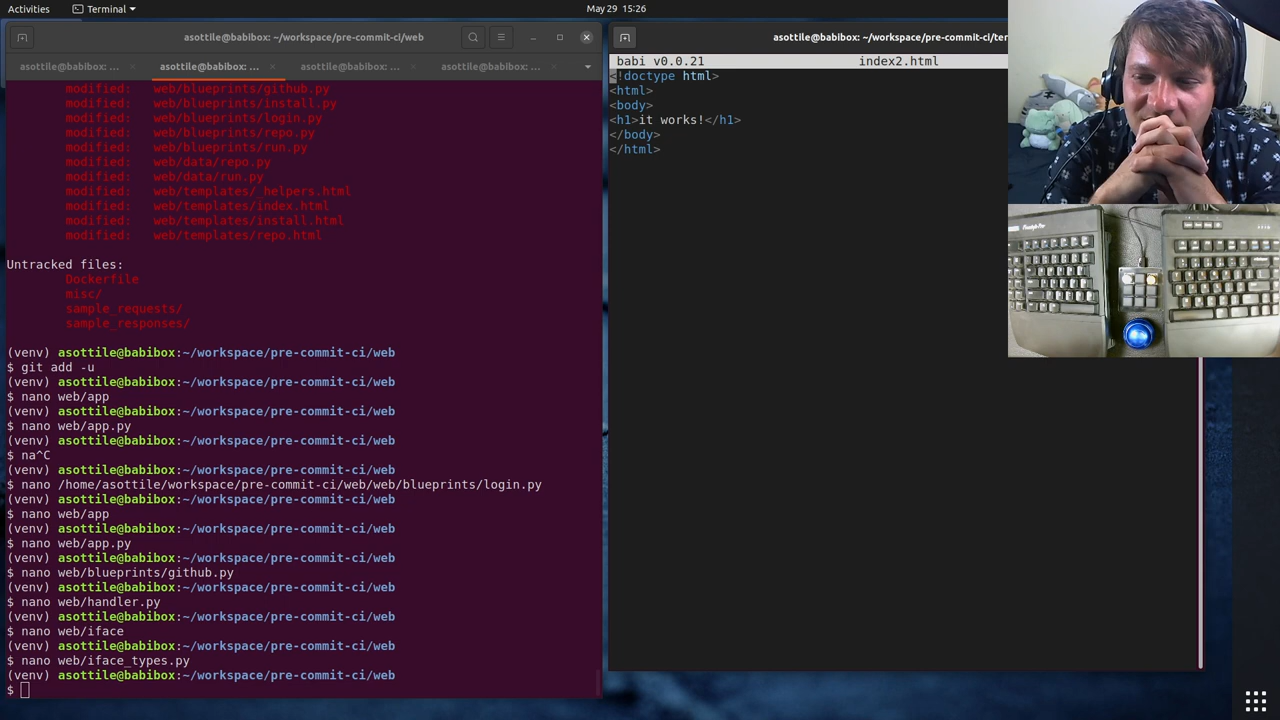 Activities
Terminal
May 29 15:26
asottile@babibox: ~/workspace/pre-commit-ci/web
asottile@babibox: ...
asottile@babibox: ...
asottile@babibox: ...
asottile@babibox: ...
modified:   web/blueprints/github.py
modified:   web/blueprints/install.py
modified:   web/blueprints/login.py
modified:   web/blueprints/repo.py
modified:   web/blueprints/run.py
modified:   web/data/repo.py
modified:   web/data/run.py
modified:   web/templates/_helpers.html
modified:   web/templates/index.html
modified:   web/templates/install.html
modified:   web/templates/repo.html
Untracked files:
Dockerfile
misc/
sample_requests/
sample_responses/
(venv) asottile@babibox:~/workspace/pre-commit-ci/web
$ git add -u
(venv) asottile@babibox:~/workspace/pre-commit-ci/web
$ nano web/app
(venv) asottile@babibox:~/workspace/pre-commit-ci/web
$ nano web/app.py
(venv) asottile@babibox:~/workspace/pre-commit-ci/web
$ na^C
(venv) asottile@babibox:~/workspace/pre-commit-ci/web
$ nano /home/asottile/workspace/pre-commit-ci/web/web/blueprints/login.py
(venv) asottile@babibox:~/workspace/pre-commit-ci/web
$ nano web/app
(venv) asottile@babibox:~/workspace/pre-commit-ci/web
$ nano web/app.py
(venv) asottile@babibox:~/workspace/pre-commit-ci/web
$ nano web/blueprints/github.py
(venv) asottile@babibox:~/workspace/pre-commit-ci/web
$ nano web/handler.py
(venv) asottile@babibox:~/workspace/pre-commit-ci/web
$ nano web/iface
(venv) asottile@babibox:~/workspace/pre-commit-ci/web
$ nano web/iface_types.py
(venv) asottile@babibox:~/workspace/pre-commit-ci/web
$
asottile@babibox: ~/workspace/pre-commit-ci/ter
babi v0.0.21 index2.html
<!doctype html>
<html>
<body>
<h1>it works!</h1>
</body>
</html>